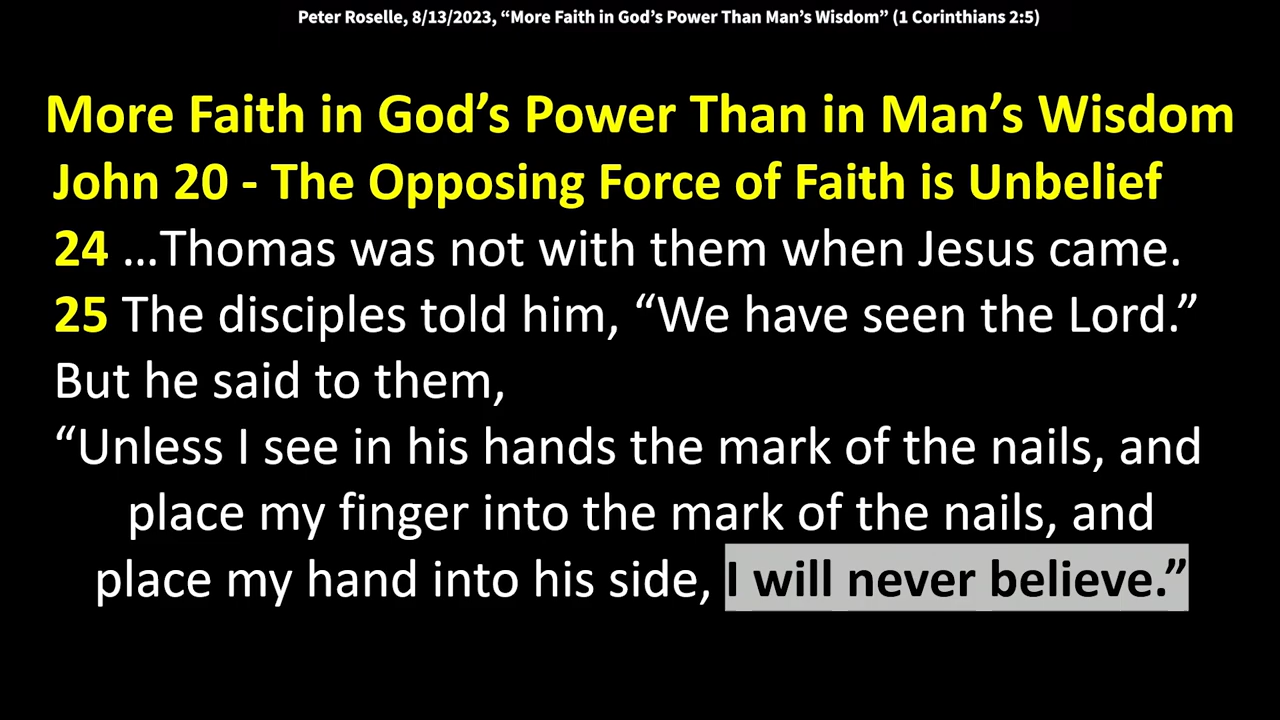 Peter Roselle, 8/13/2023, “More Faith in God’s Power Than Man’s Wisdom” (1 Corinthians 2:5)
More Faith in God’s Power Than in Man’s Wisdom
John 20 - The Opposing Force of Faith is Unbelief
24 …Thomas was not with them when Jesus came.
25 The disciples told him, “We have seen the Lord.”
But he said to them,
“Unless I see in his hands the mark of the nails, and
place my finger into the mark of the nails, and
place my hand into his side, I will never believe.”